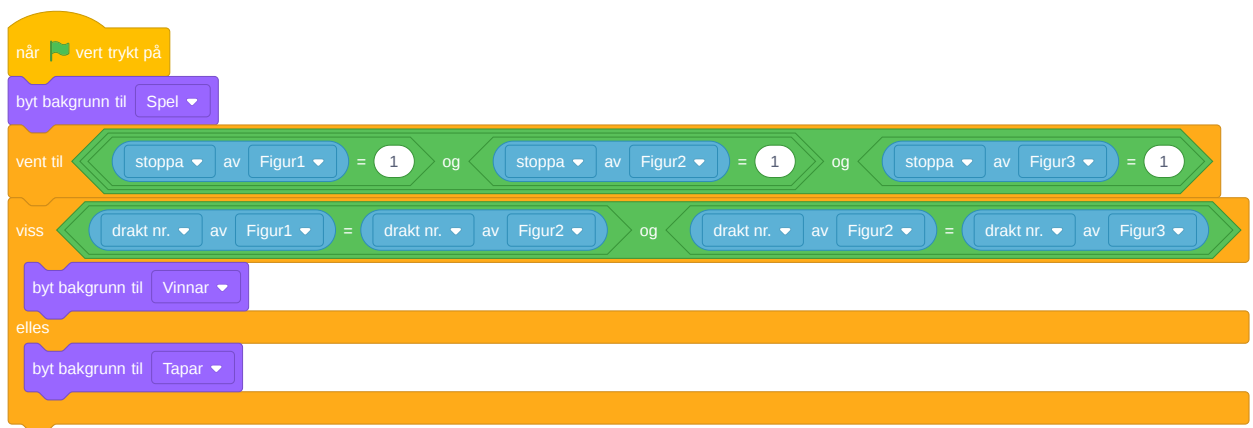 når vert trykt på
byt bakgrunn til Spel
vent til stoppa av Figur1 = 1 og stoppa av Figur2 = 1 og stoppa av Figur3 = 1
viss drakt nr. av Figur1 = drakt nr. av Figur2 og drakt nr. av Figur2 = drakt nr. av Figur3
byt bakgrunn til Vinnar
elles
byt bakgrunn til Tapar